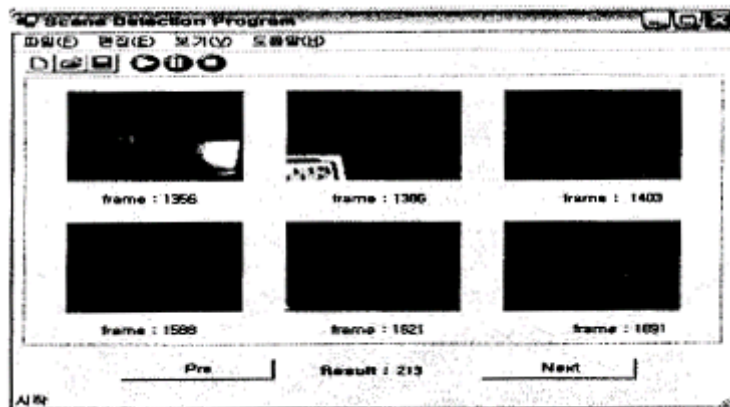 Scene Detection Program
파일(F) 편집(E) 보기(V) 도움말(H)
frame : 1356 frame : 1386 frame : 1403
frame : 1588 frame : 1621 frame : 1691
Pre Result : 213 Next
시작